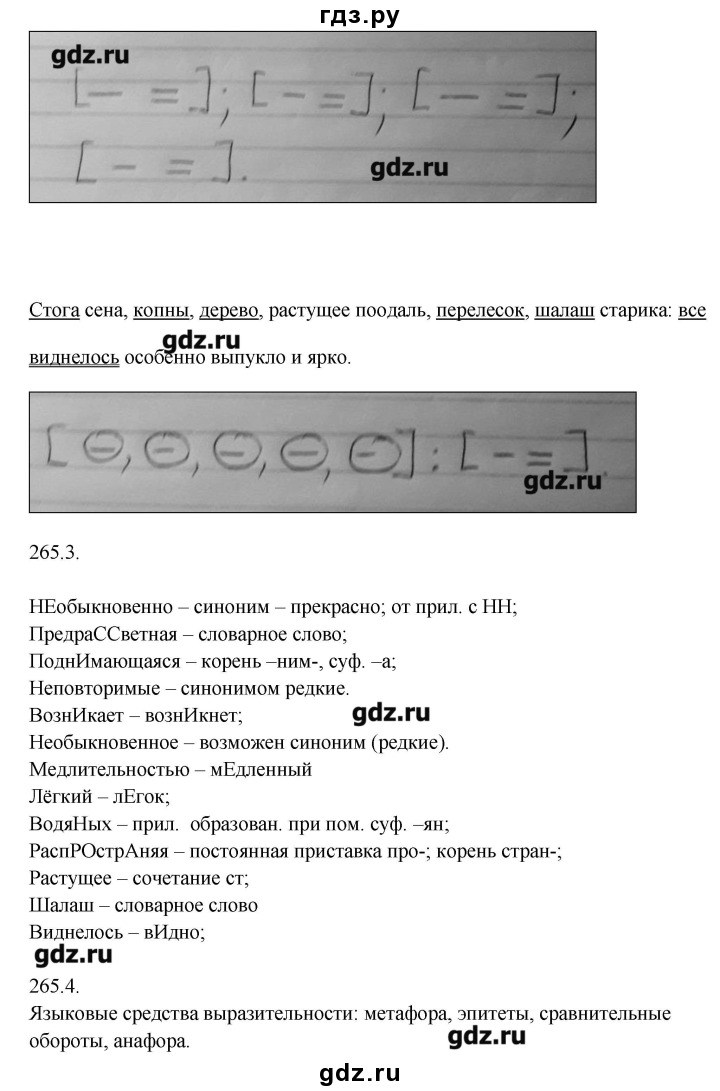 гдз.ру
gdz.ru
[— =]; [— =]; [— =];
[— =].
gdz.ru
Стога сена, копны, дерево, растущее поодаль, перелесок, шалаш старика: все
gdz.ru
виднелось особенно выпукло и ярко.
[—, —, —, —, —] : [— =]
gdz.ru
265.3.
НЕобыкновенно – синоним – прекрасно; от прил. с НН;
ПредраССветная – словарное слово;
ПоднИмающаяся – корень –ним-, суф. –а;
Неповторимые – синонимом редкие.
ВознИкает – вознИкнет;
gdz.ru
Необыкновенное – возможен синоним (редкие).
Медлительностью – мЕдленный
Лёгкий – лЕгок;
ВодяНых – прил. образован. при пом. суф. –ян;
РаспРОстрАняя – постоянная приставка про-; корень стран-;
Растущее – сочетание ст;
Шалаш – словарное слово
Виднелось – вИдно;
gdz.ru
265.4.
Языковые средства выразительности: метафора, эпитеты, сравнительные
обороты, анафора.
gdz.ru
gdz.ru